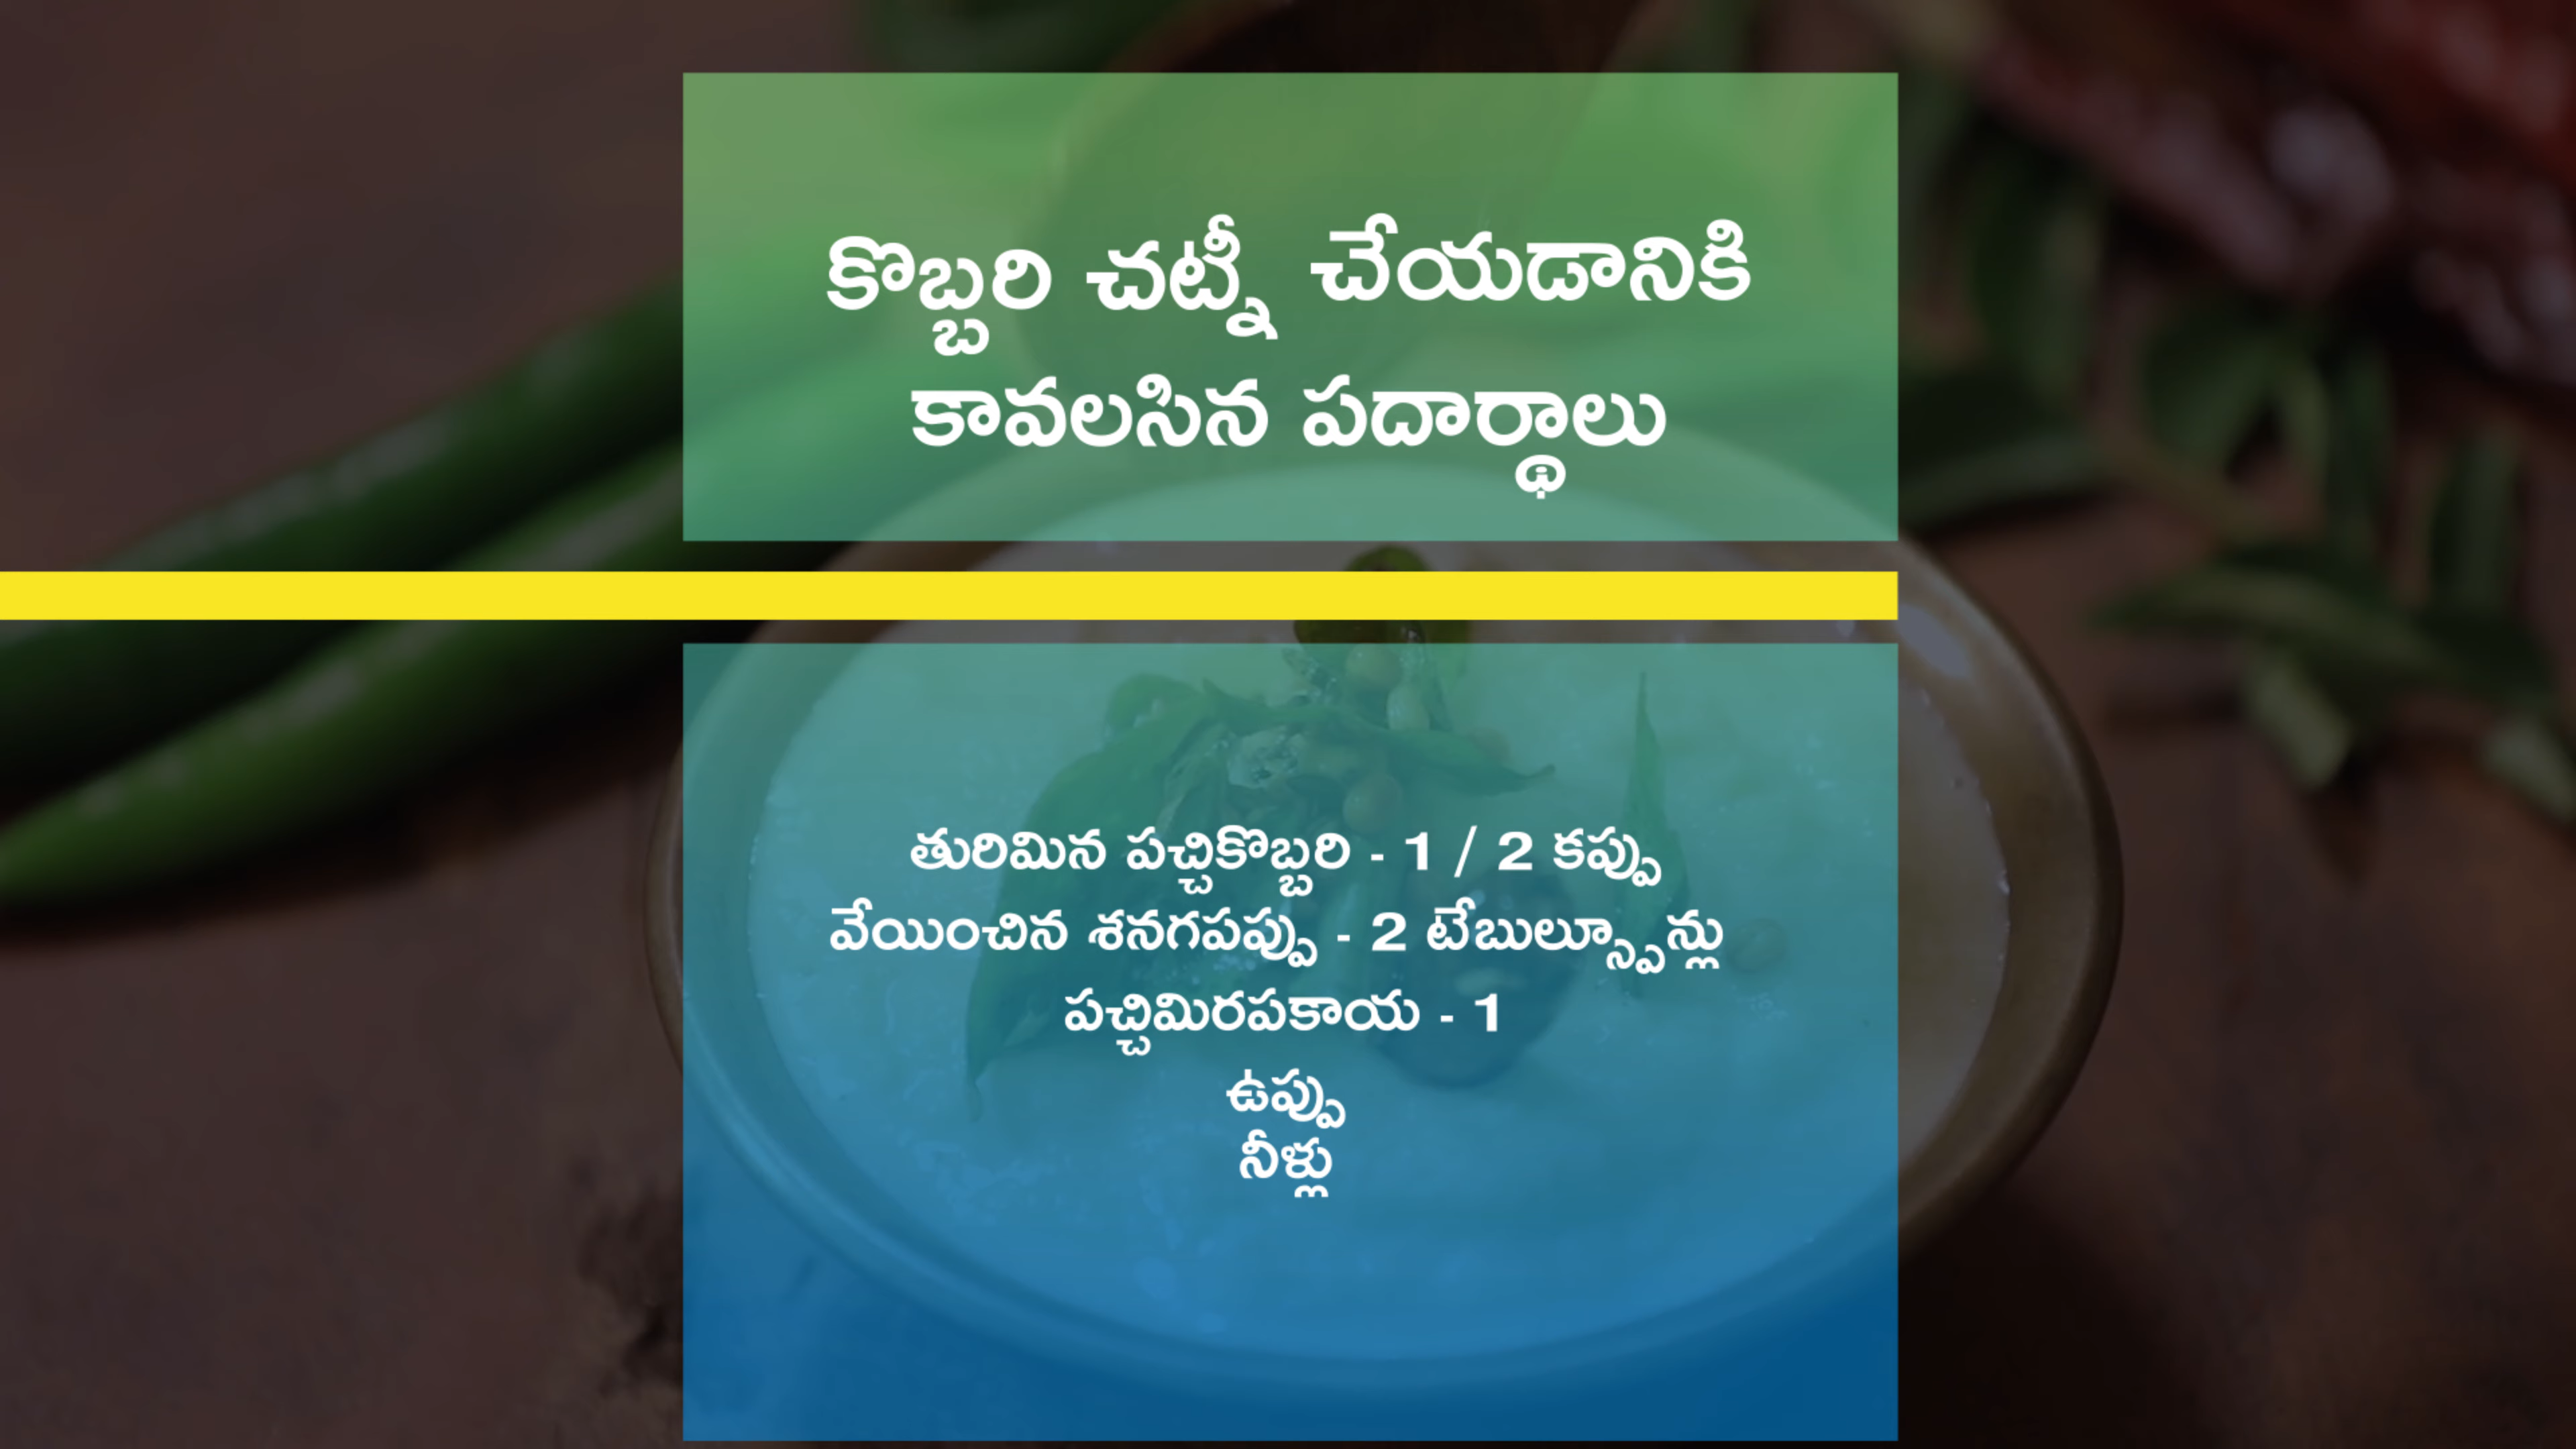 కొబ్బరి చట్నీ చేయడానికి
కావలసిన పదార్థాలు
తురిమిన పచ్చికొబ్బరి - 1 / 2 కప్పు
వేయించిన శనగపప్పు - 2 టేబుల్స్పూన్లు
పచ్చిమిరపకాయ - 1
ఉప్పు
నీళ్లు